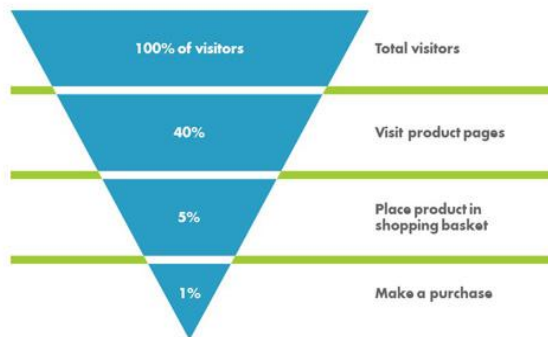 100% of visitors
Total visitors
40%
Visit product pages
5%
Place product in
shopping basket
1%
Make a purchase